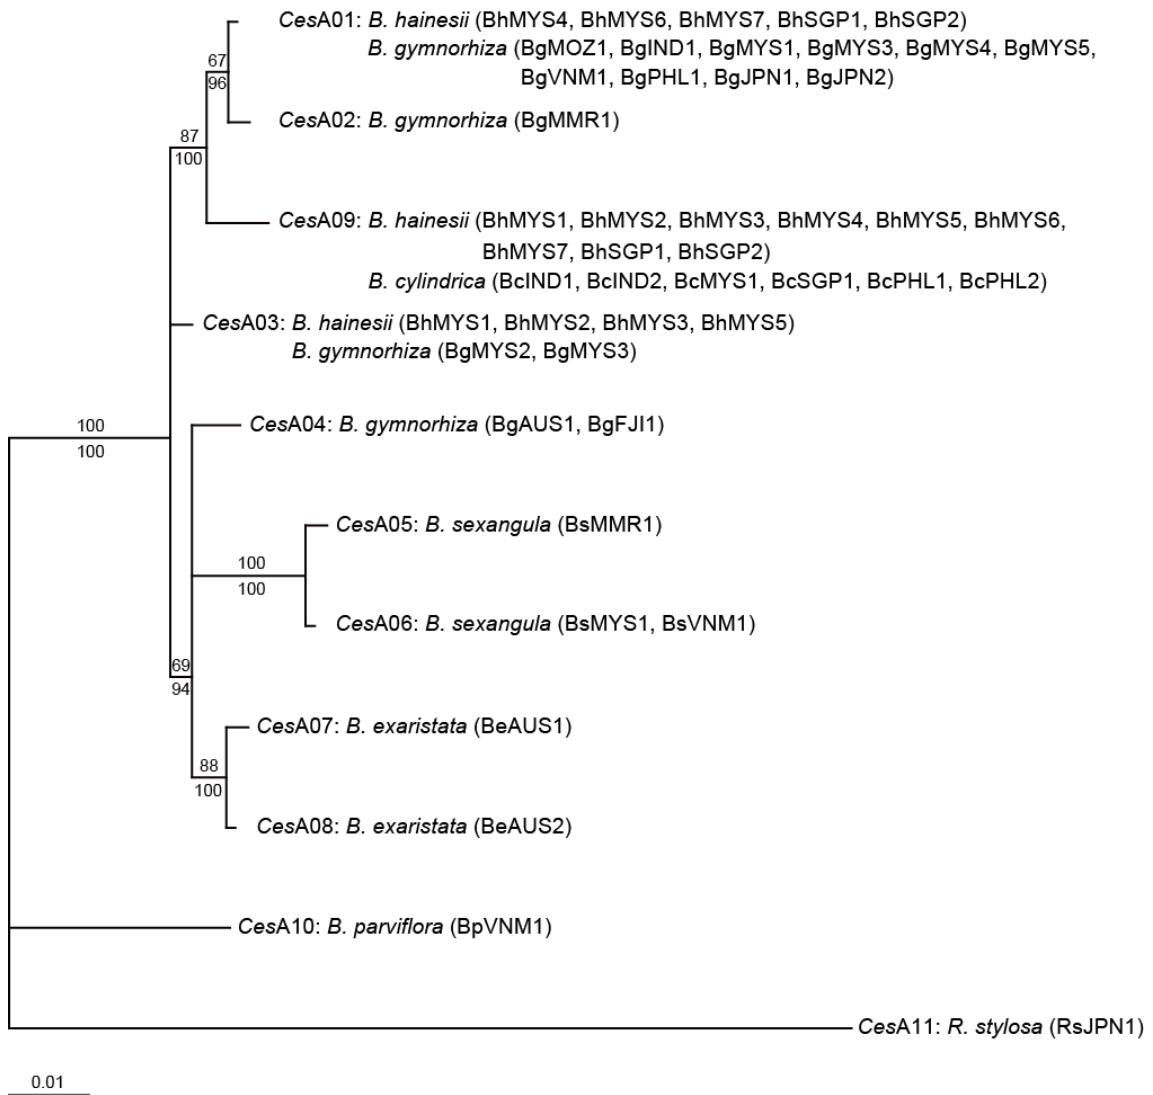 CesA01: B. hainesii (BhMYS4, BhMYS6, BhMYS7, BhSGP1, BhSGP2)
B. gymnorhiza (BgMOZ1, BgIND1, BgMYS1, BgMYS3, BgMYS4, BgMYS5,
BgVNM1, BgPHL1, BgJPN1, BgJPN2)
67
96
CesA02: B. gymnorhiza (BgMMR1)
87
100
CesA09: B. hainesii (BhMYS1, BhMYS2, BhMYS3, BhMYS4, BhMYS5, BhMYS6,
BhMYS7, BhSGP1, BhSGP2)
B. cylindrica (BcIND1, BcIND2, BcMYS1, BcSGP1, BcPHL1, BcPHL2)
CesA03: B. hainesii (BhMYS1, BhMYS2, BhMYS3, BhMYS5)
B. gymnorhiza (BgMYS2, BgMYS3)
100
100
CesA04: B. gymnorhiza (BgAUS1, BgFJI1)
CesA05: B. sexangula (BsMMR1)
100
100
CesA06: B. sexangula (BsMYS1, BsVNM1)
69
94
CesA07: B. exaristata (BeAUS1)
88
100
CesA08: B. exaristata (BeAUS2)
CesA10: B. parviflora (BpVNM1)
CesA11: R. stylosa (RsJPN1)
0.01